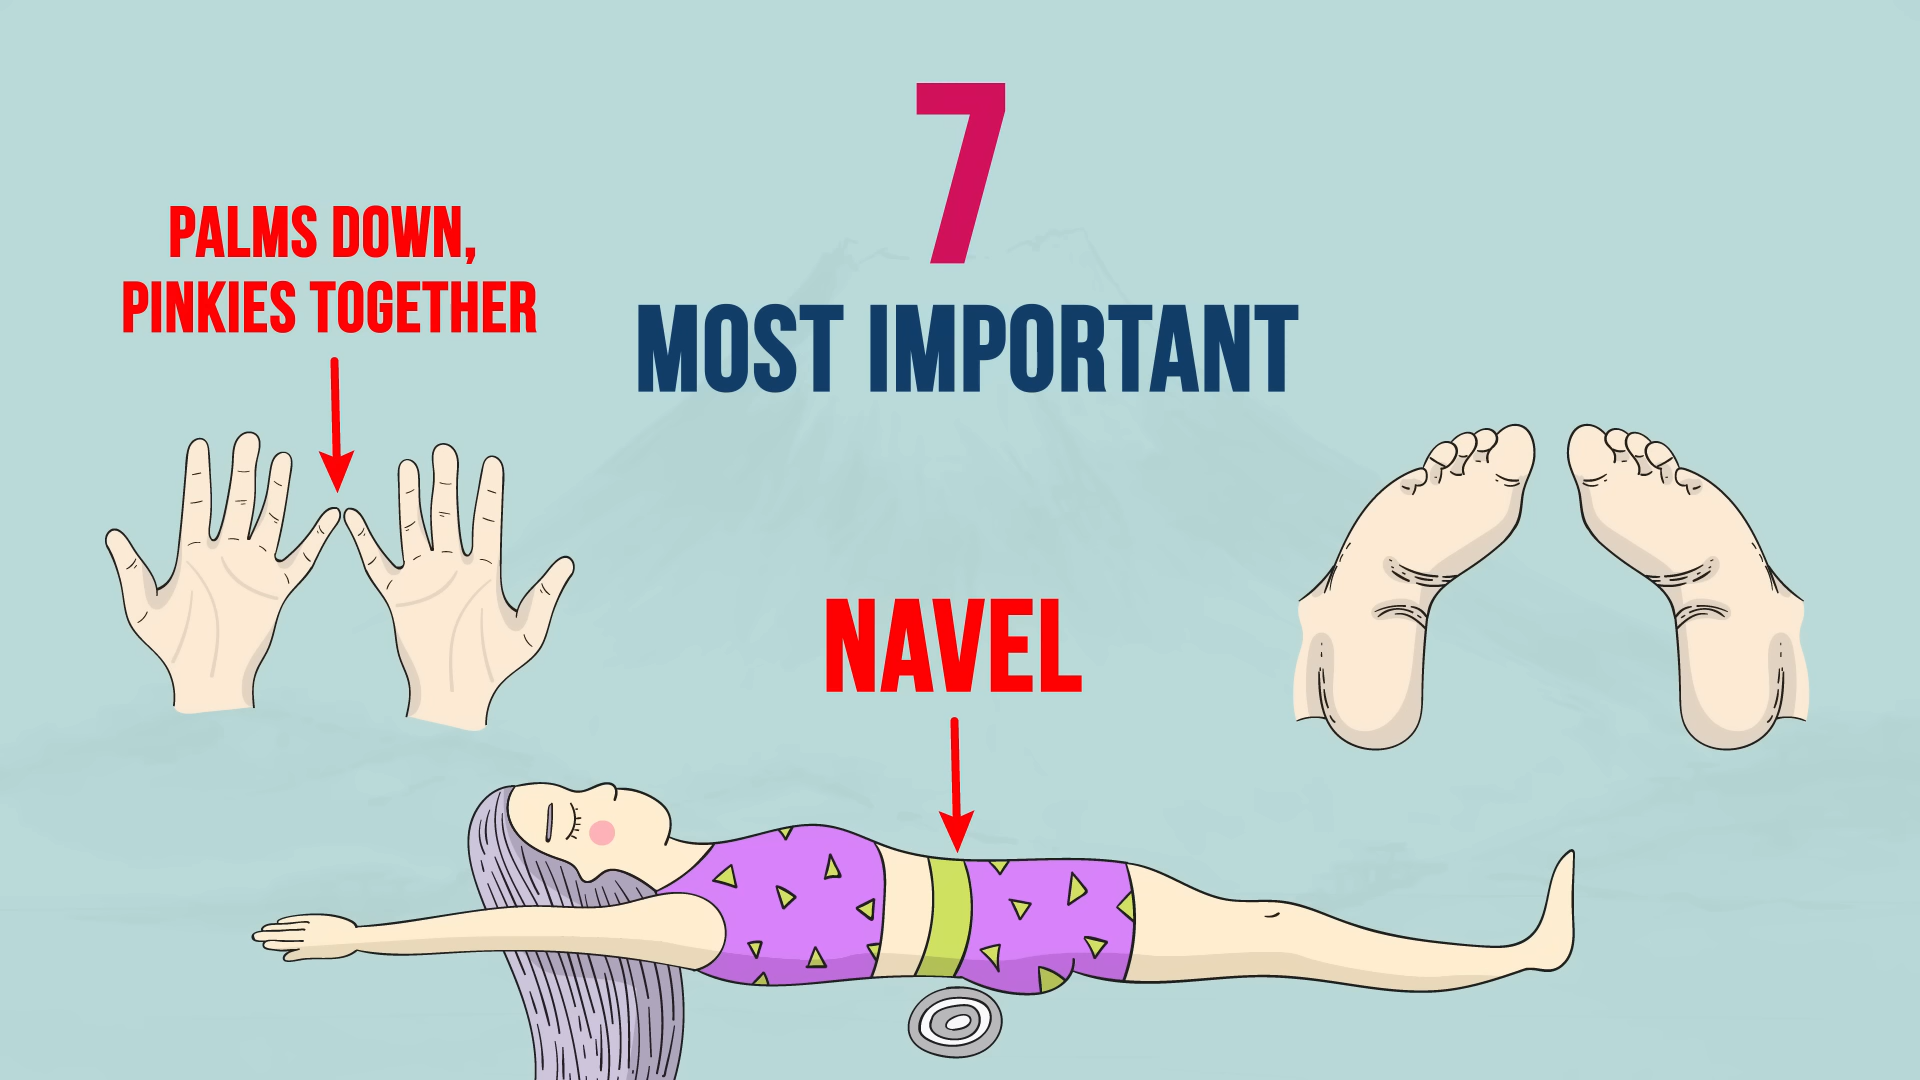 7
MOST IMPORTANT
PALMS DOWN,
PINKIES TOGETHER
NAVEL